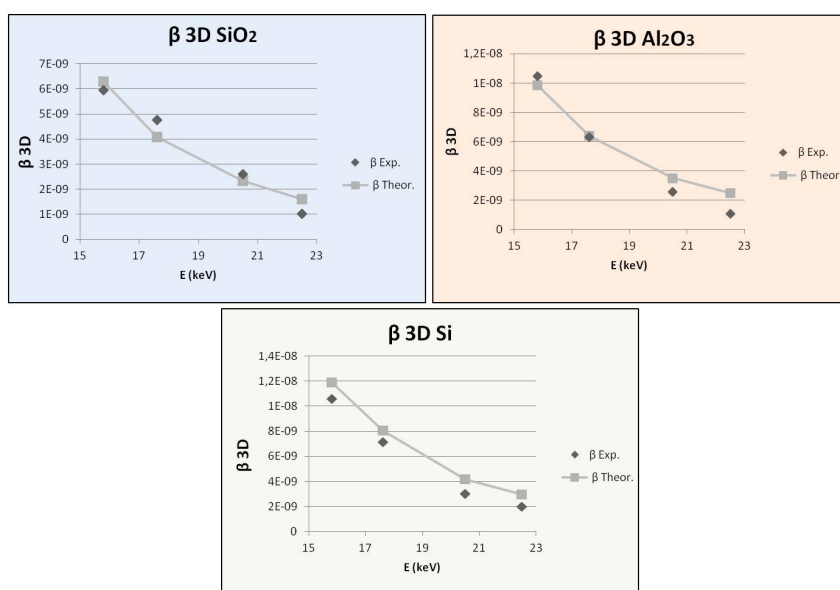 β 3D SiO2
7E-09
6E-09
5E-09
4E-09
3E-09
2E-09
1E-09
0
β 3D
15 17 19 21 23
E (keV)
β Exp.
β Theor.
β 3D Al2O3
1,2E-08
1E-08
8E-09
6E-09
4E-09
2E-09
0
β 3D
15 17 19 21 23
E (keV)
β Exp.
β Theor
β 3D Si
1,4E-08
1,2E-08
1E-08
8E-09
6E-09
4E-09
2E-09
0
β 3D
15 17 19 21 23
E (keV)
β Exp.
β Theor.